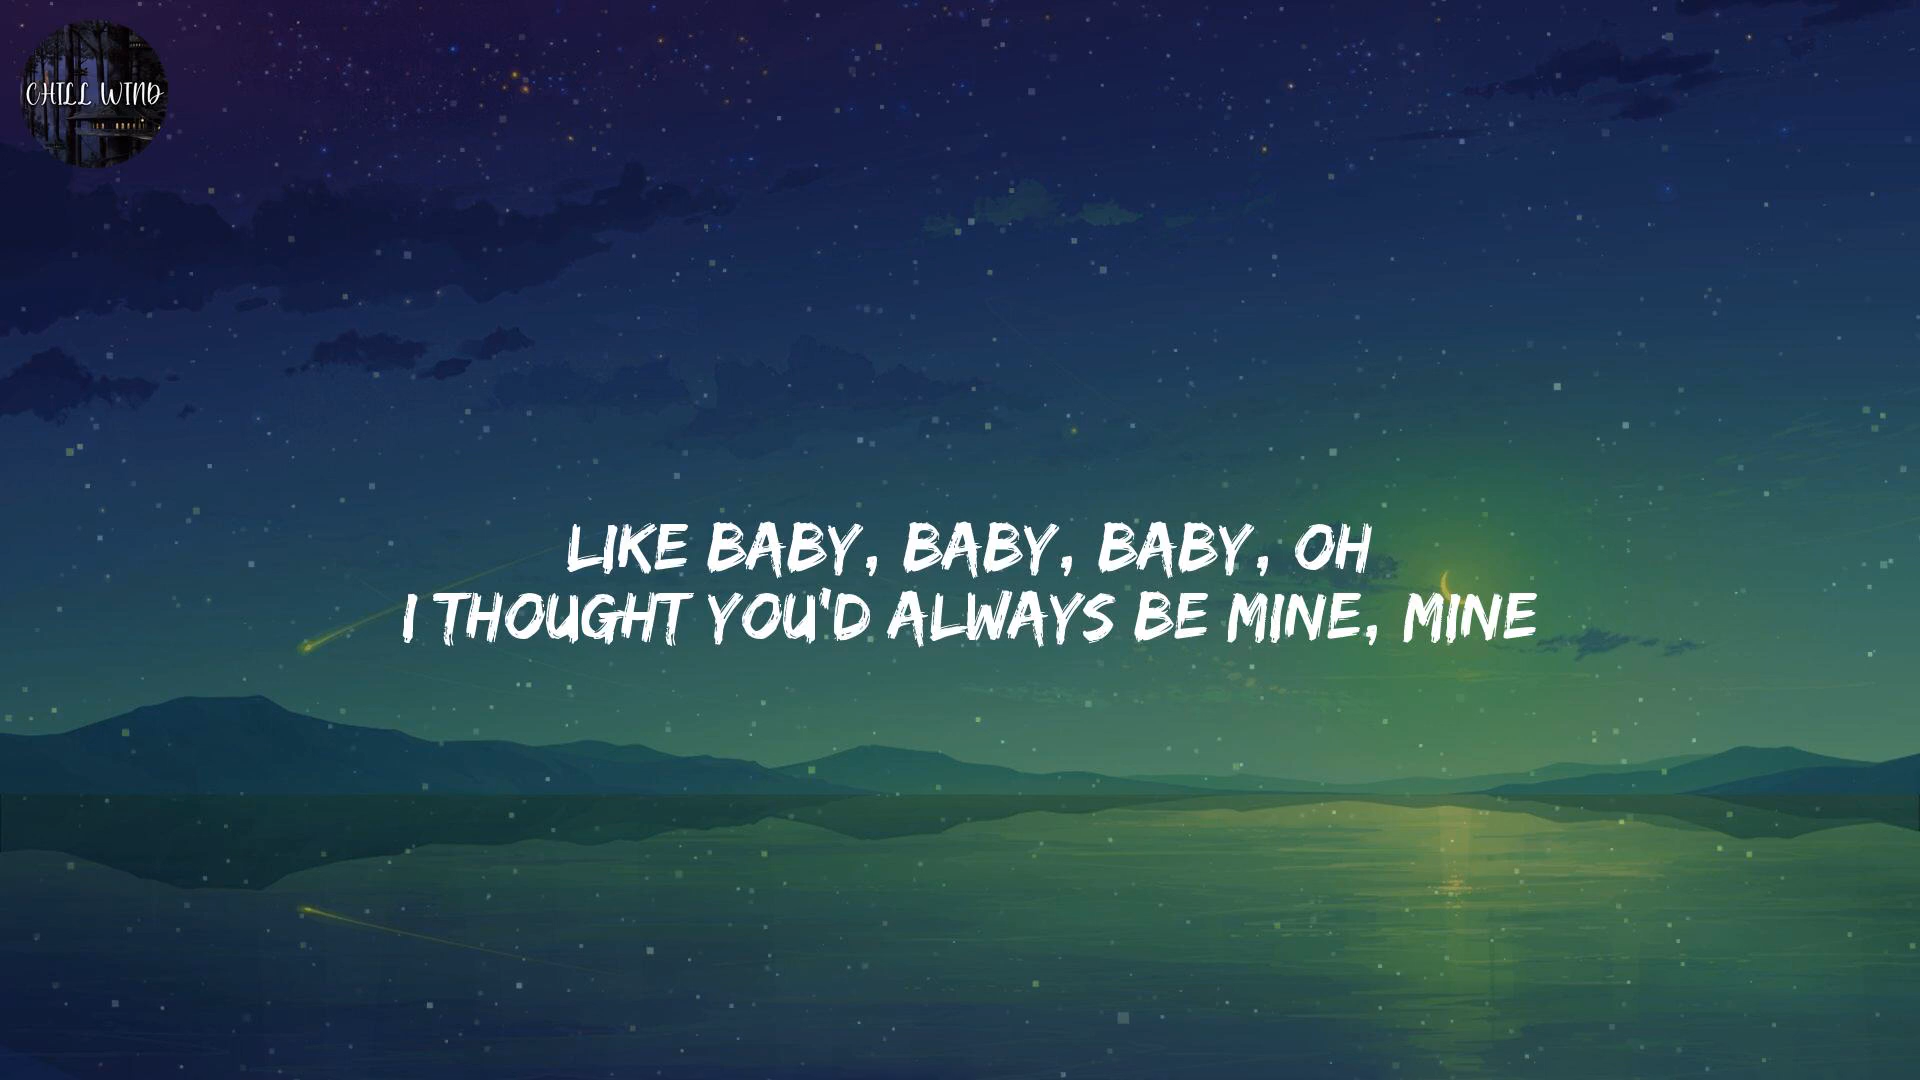 CHILL WIND
LIKE BABY, BABY, BABY, OH
I THOUGHT YOU'D ALWAYS BE MINE, MINE